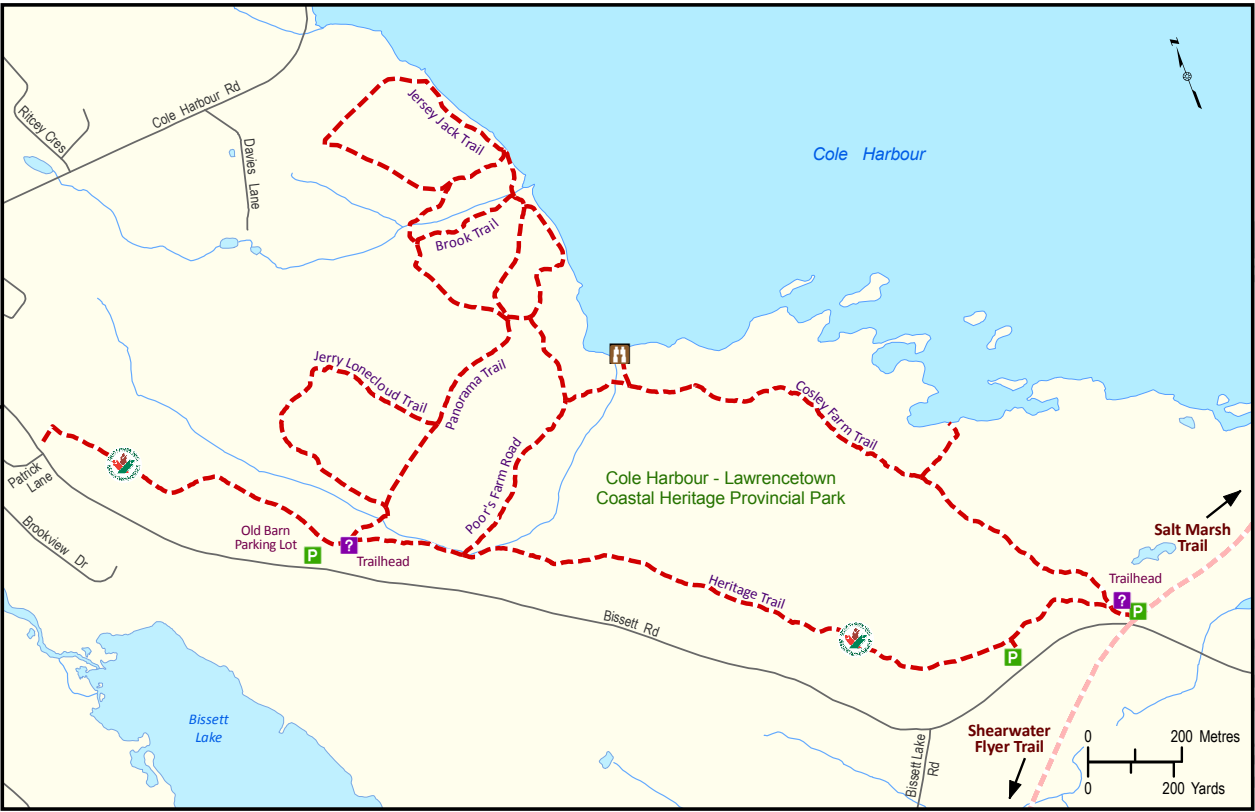 Ritcey Cres
Cole Harbour Rd
Davies Lane
Jersey Jack Trail
Cole Harbour
Z
Brook Trail
Jerry Lonecloud Trail
Panorama Trail
Poor's Farm Road
Cosley Farm Trail
Cole Harbour - Lawrencetown
Coastal Heritage Provincial Park
Patrick
Lane
Brookview Dr
Old Barn
Parking Lot
P
?
Trailhead
Heritage Trail
Bissett Rd
Salt Marsh
Trail
Trailhead
?
P
P
Bissett
Lake
Bissett Lake
Rd
Shearwater
Flyer Trail
0 200 Metres
0 200 Yards